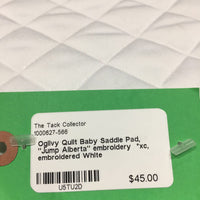 The Tack Collector
1000627-566
Ogilvy Quilt Baby Saddle Pad,
"Jump Alberta" embroidery *xc,
embroidered White
U5TU2D
$45.00